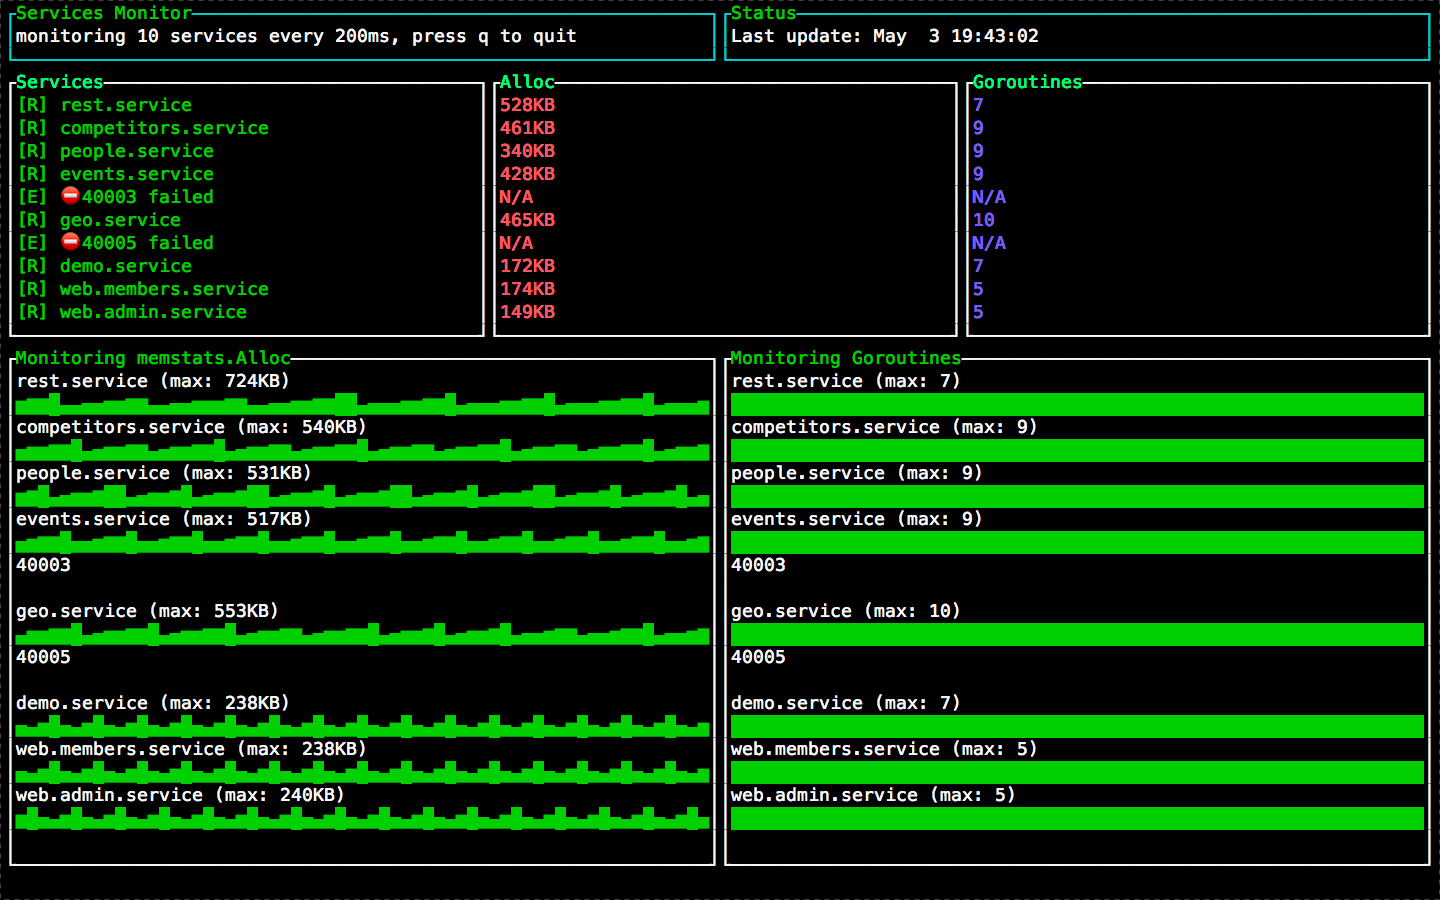 Services Monitor
monitoring 10 services every 200ms, press q to quit
Status
Last update: May  3 19:43:02
Services Alloc Goroutines
[R] rest.service 528KB 7
[R] competitors.service 461KB 9
[R] people.service 340KB 9
[R] events.service 428KB 9
[E] ⛔40003 failed N/A N/A
[R] geo.service 465KB 10
[E] ⛔40005 failed N/A N/A
[R] demo.service 172KB 7
[R] web.members.service 174KB 5
[R] web.admin.service 149KB 5
Monitoring memstats.Alloc
rest.service (max: 724KB)
competitors.service (max: 540KB)
people.service (max: 531KB)
events.service (max: 517KB)
40003
geo.service (max: 553KB)
40005
demo.service (max: 238KB)
web.members.service (max: 238KB)
web.admin.service (max: 240KB)
Monitoring Goroutines
rest.service (max: 7)
competitors.service (max: 9)
people.service (max: 9)
events.service (max: 9)
40003
geo.service (max: 10)
40005
demo.service (max: 7)
web.members.service (max: 5)
web.admin.service (max: 5)